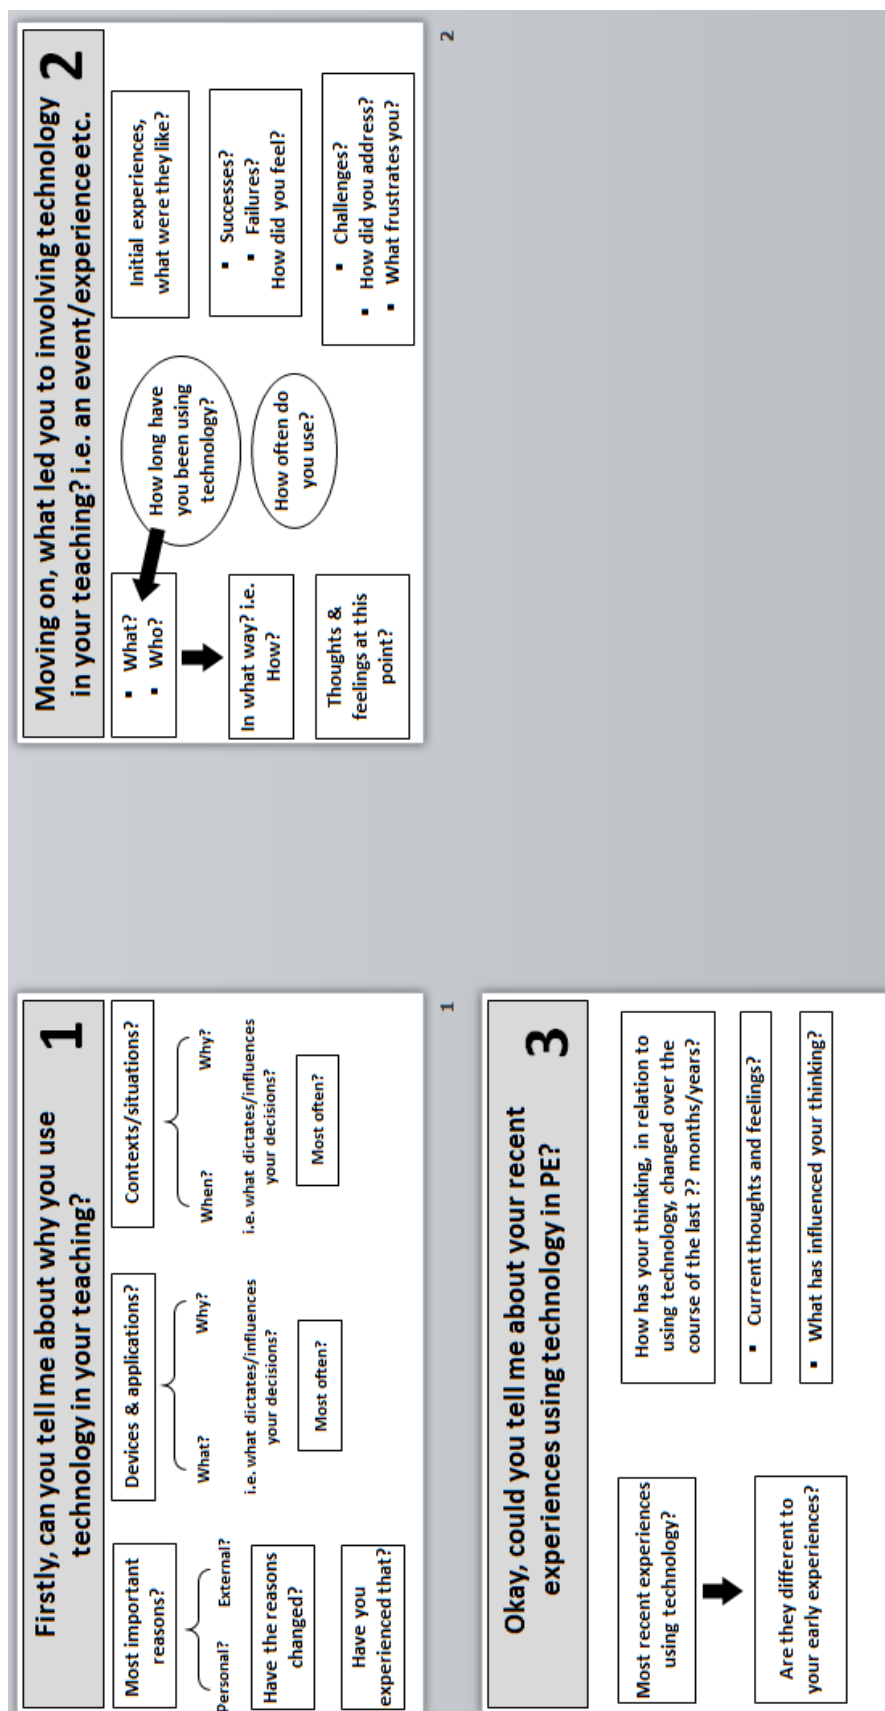 Firstly, can you tell me about why you use
technology in your teaching?
1
Most important
reasons?
Personal?
External?
Have the reasons
changed?
Have you
experienced that?
Devices & applications?
What?
Why?
i.e. what dictates/influences
your decisions?
Most often?
Contexts/situations?
When?
Why?
i.e. what dictates/influences
your decisions?
Most often?
1
Moving on, what led you to involving technology
in your teaching? i.e. an event/experience etc.
2
▪ What?
▪ Who?
In what way? i.e.
How?
Thoughts &
feelings at this
point?
How long have
you been using
technology?
How often do
you use?
Initial experiences,
what were they like?
▪ Successes?
▪ Failures?
How did you feel?
▪ Challenges?
▪ How did you address?
▪ What frustrates you?
2
Okay, could you tell me about your recent
experiences using technology in PE?
3
Most recent experiences
using technology?
Are they different to
your early experiences?
How has your thinking, in relation to
using technology, changed over the
course of the last ?? months/years?
▪ Current thoughts and feelings?
▪ What has influenced your thinking?